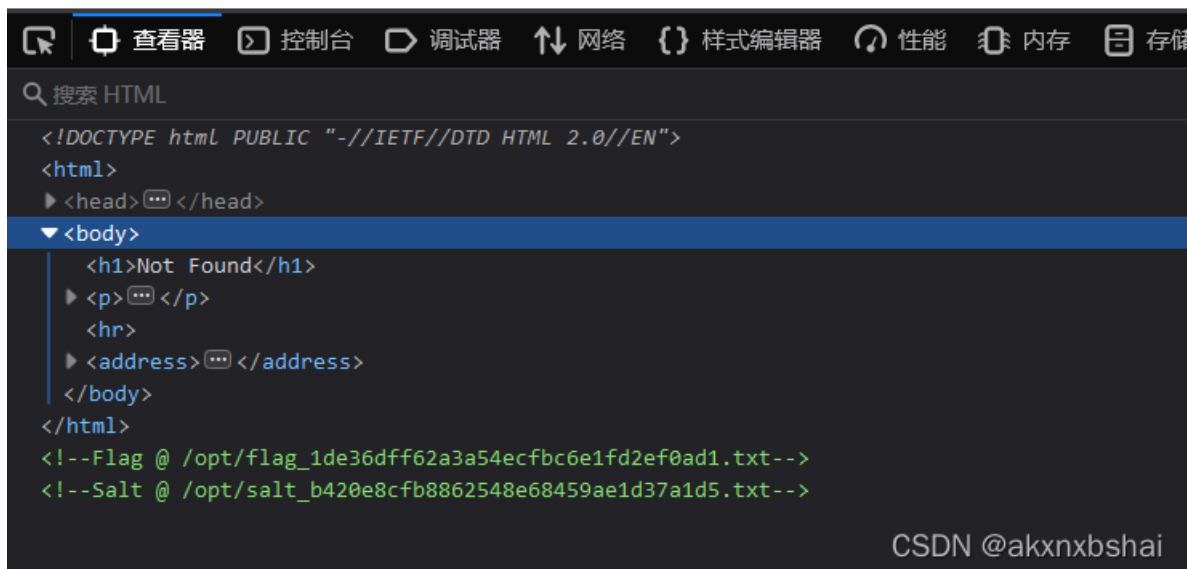 查看器 控制台 调试器 网络 {} 样式编辑器 性能 内存 存储
搜索 HTML
<!DOCTYPE html PUBLIC "-//IETF//DTD HTML 2.0//EN">
<html>
<head> ··· </head>
<body>
<h1>Not Found</h1>
<p> ··· </p>
<hr>
<address> ··· </address>
</body>
</html>
<!--Flag @ /opt/flag_1de36dff62a3a54ecfbc6e1fd2ef0ad1.txt-->
<!--Salt @ /opt/salt_b420e8cfb8862548e68459ae1d37a1d5.txt-->
CSDN @akxnxbshai